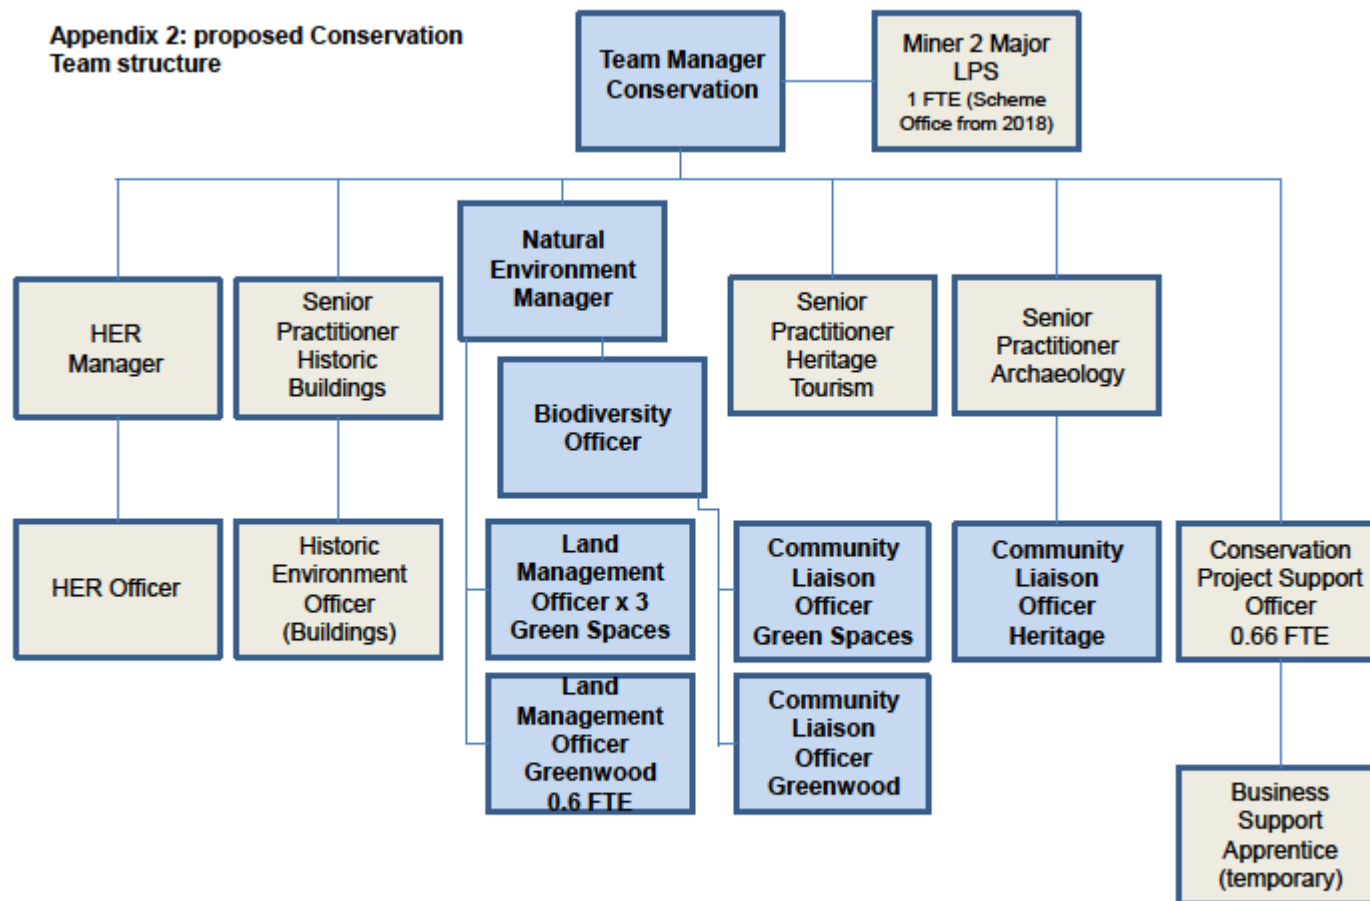 Appendix 2: proposed Conservation
Team structure
Team Manager
Conservation
Miner 2 Major
LPS
1 FTE (Scheme
Office from 2018)
Natural
Environment
Manager
HER
Manager
Senior
Practitioner
Historic
Buildings
Senior
Practitioner
Heritage
Tourism
Senior
Practitioner
Archaeology
Biodiversity
Officer
HER Officer
Historic
Environment
Officer
(Buildings)
Land
Management
Officer x 3
Green Spaces
Community
Liaison
Officer
Green Spaces
Community
Liaison
Officer
Heritage
Conservation
Project Support
Officer
0.66 FTE
Land
Management
Officer
Greenwood
0.6 FTE
Community
Liaison
Officer
Greenwood
Business
Support
Apprentice
(temporary)